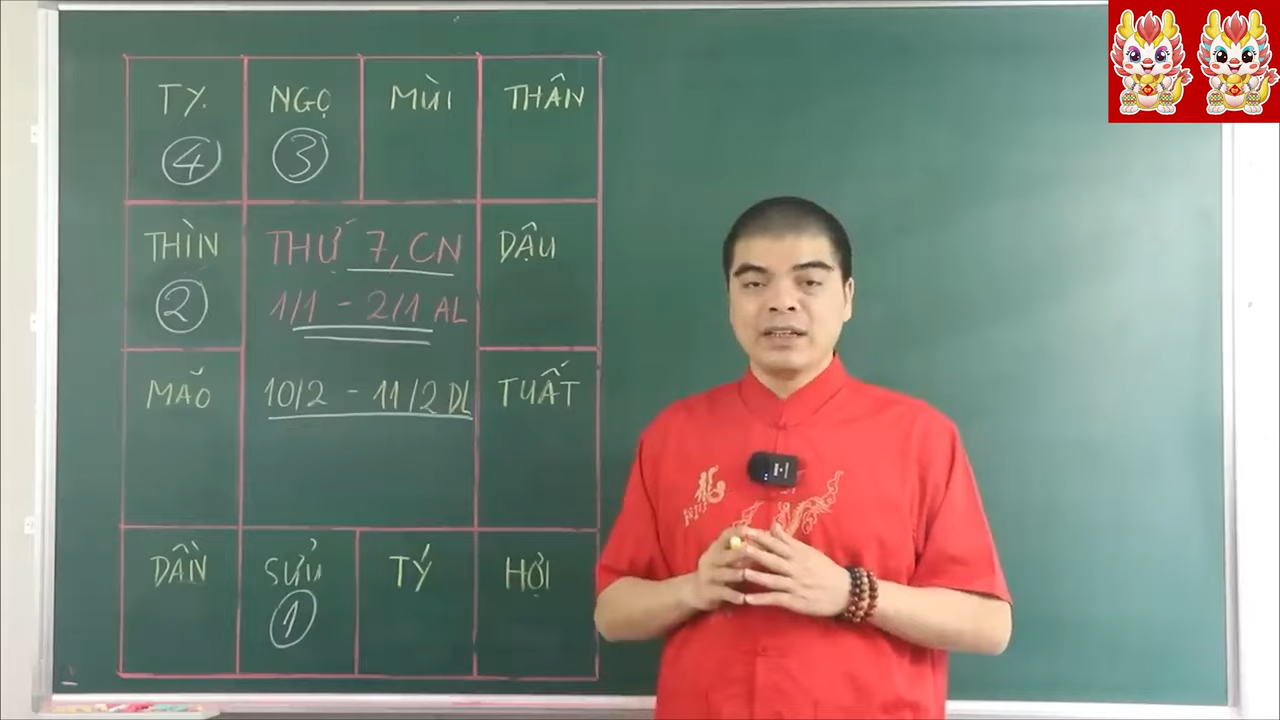 TỴ NGỌ MÙI THÂN
4 3
THÌN THỨ 7, CN DẬU
2 1/1 - 2/1 AL
MÃO 10/2 - 11/2 DL TUẤT
DẦN SỬU TÝ HỢI
1